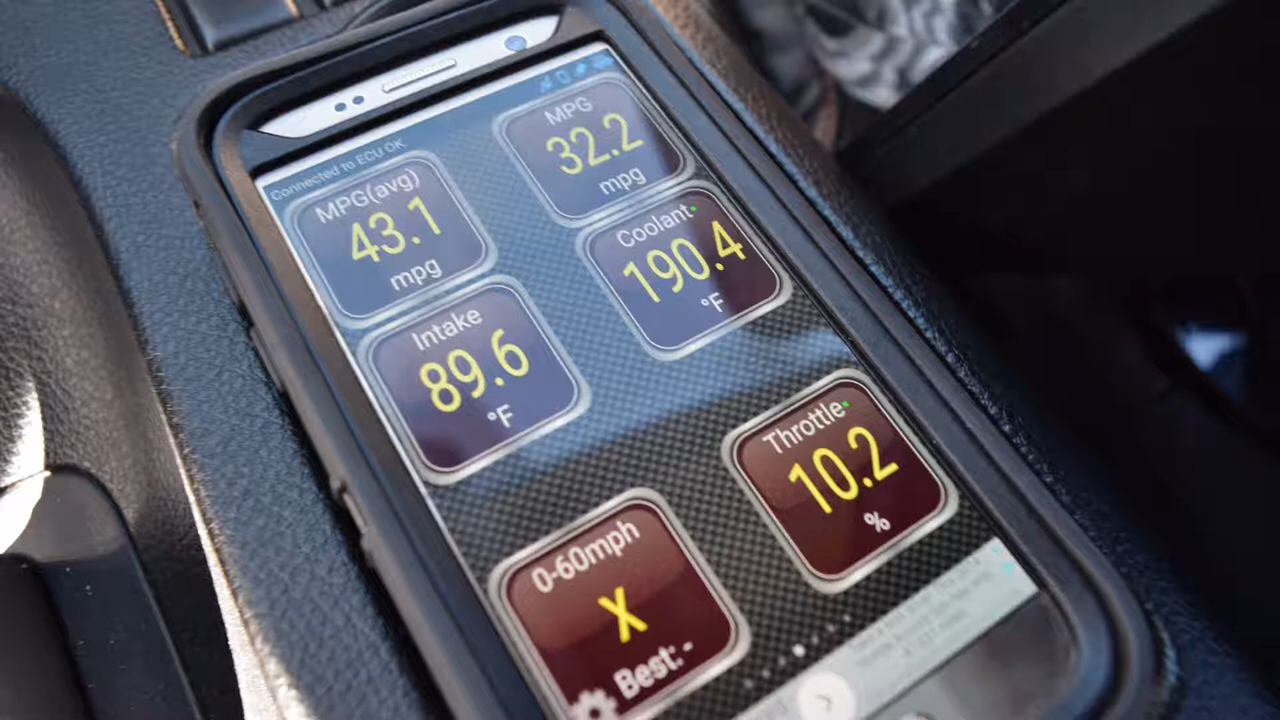 Connected to ECU OK.
MPG(avg)
43.1
mpg
MPG
32.2
mpg
Intake
89.6
°F
Coolant
190.4
°F
0-60mph
X
Best: -
Throttle
10.2
%